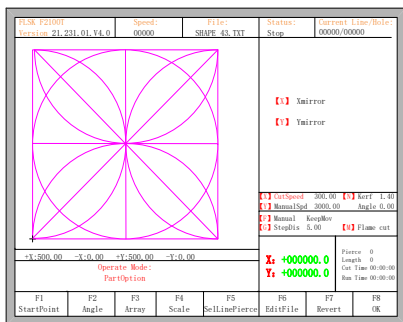 FLSK F2100T Speed: File: Status: Current Line/Hole:
Version 21.231.01.V4.0 00000 SHAPE 43.TXT Stop 00000/00000
【X】 Xmirror
【Y】 Ymirror
【X】CutSpeed 300.00 【N】Kerf 1.40
【Y】ManualSpd 3000.00 Angle 0.00
【F】Manual KeepMov
【G】StepDis 5.00 【M】Flame cut
+X:500.00 -X:0.00 +Y:500.00 -Y:0.00
Operate Mode:
PartOption
X: +000000.0
Y: +000000.0
Pierce 0
Length 0
Cut Time 00:00:00
Run Time 00:00:00
F1 F2 F3 F4 F5 F6 F7 F8
StartPoint Angle Array Scale SelLinePierce EditFile Revert OK